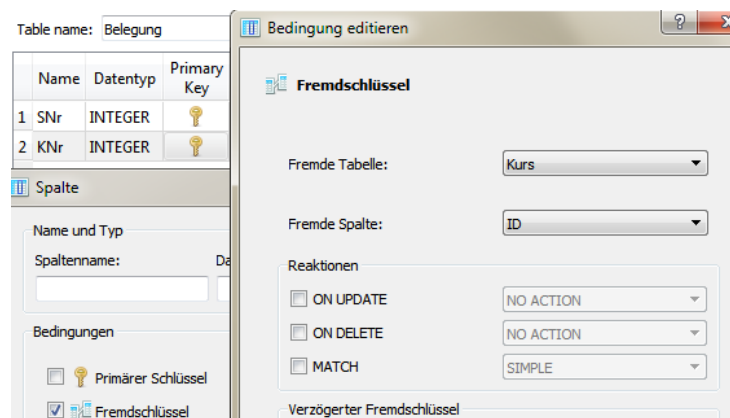 Table name: Belegung
Name Datentyp Primary Key
1 SNr INTEGER
2 KNr INTEGER
Spalte
Name und Typ
Spaltenname:
Da
Bedingungen
Primärer Schlüssel
Fremdschlüssel
Bedingung editieren
?
Fremdschlüssel
Fremde Tabelle: Kurs
Fremde Spalte: ID
Reaktionen
ON UPDATE NO ACTION
ON DELETE NO ACTION
MATCH SIMPLE
Verzögerter Fremdschlüssel